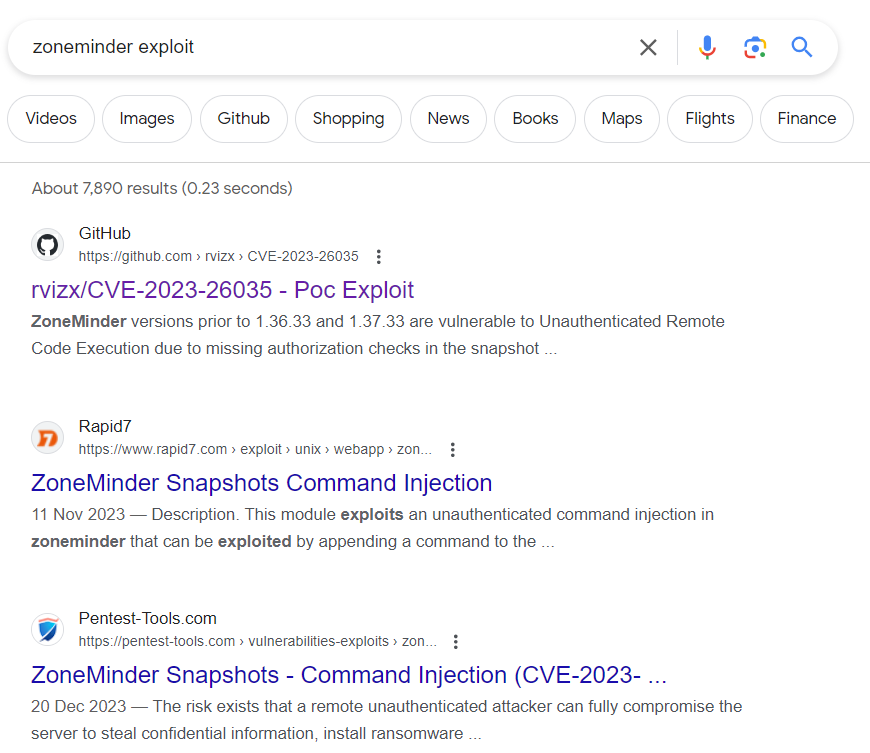 zoneminder exploit
Videos Images Github Shopping News Books Maps Flights Finance
About 7,890 results (0.23 seconds)
GitHub
https://github.com › rvizx › CVE-2023-26035
rvizx/CVE-2023-26035 - Poc Exploit
ZoneMinder versions prior to 1.36.33 and 1.37.33 are vulnerable to Unauthenticated Remote
Code Execution due to missing authorization checks in the snapshot ...
Rapid7
https://www.rapid7.com › exploit › unix › webapp › zon...
ZoneMinder Snapshots Command Injection
11 Nov 2023 — Description. This module exploits an unauthenticated command injection in
zoneminder that can be exploited by appending a command to the ...
Pentest-Tools.com
https://pentest-tools.com › vulnerabilities-exploits › zon...
ZoneMinder Snapshots - Command Injection (CVE-2023- ...
20 Dec 2023 — The risk exists that a remote unauthenticated attacker can fully compromise the
server to steal confidential information, install ransomware ...